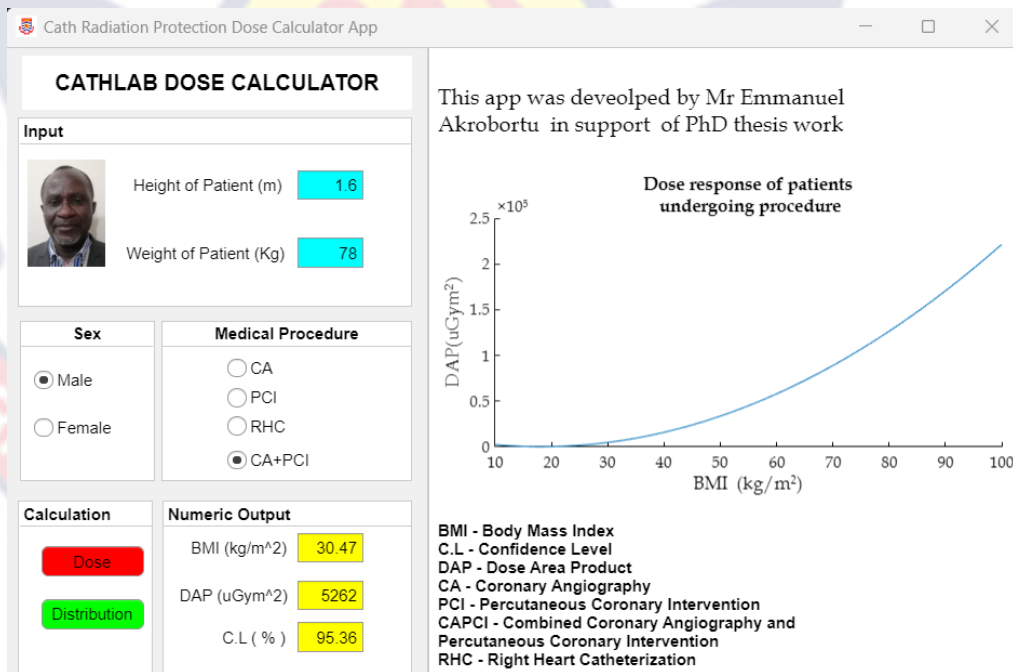 Cath Radiation Protection Dose Calculator App
CATHLAB DOSE CALCULATOR
Input
Height of Patient (m) 1.6
Weight of Patient (Kg) 78
Sex
Male
Female
Medical Procedure
CA
PCI
RHC
CA+PCI
Calculation
Dose
Distribution
Numeric Output
BMI (kg/m^2) 30.47
DAP (uGym^2) 5262
C.L ( % ) 95.36
This app was deveolped by Mr Emmanuel
Akrobortu in support of PhD thesis work
Dose response of patients
undergoing procedure
×10⁵
2.5
2
1.5
1
0.5
0
DAP(uGym²)
10 20 30 40 50 60 70 80 90 100
BMI (kg/m²)
BMI - Body Mass Index
C.L - Confidence Level
DAP - Dose Area Product
CA - Coronary Angiography
PCI - Percutaneous Coronary Intervention
CAPCI - Combined Coronary Angiography and
Percutaneous Coronary Intervention
RHC - Right Heart Catheterization